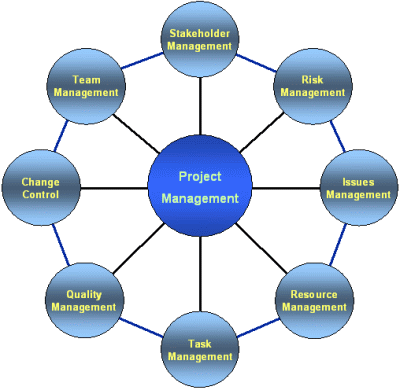 Stakeholder
Management
Team
Management
Risk
Management
Project
Management
Change
Control
Issues
Management
Quality
Management
Resource
Management
Task
Management